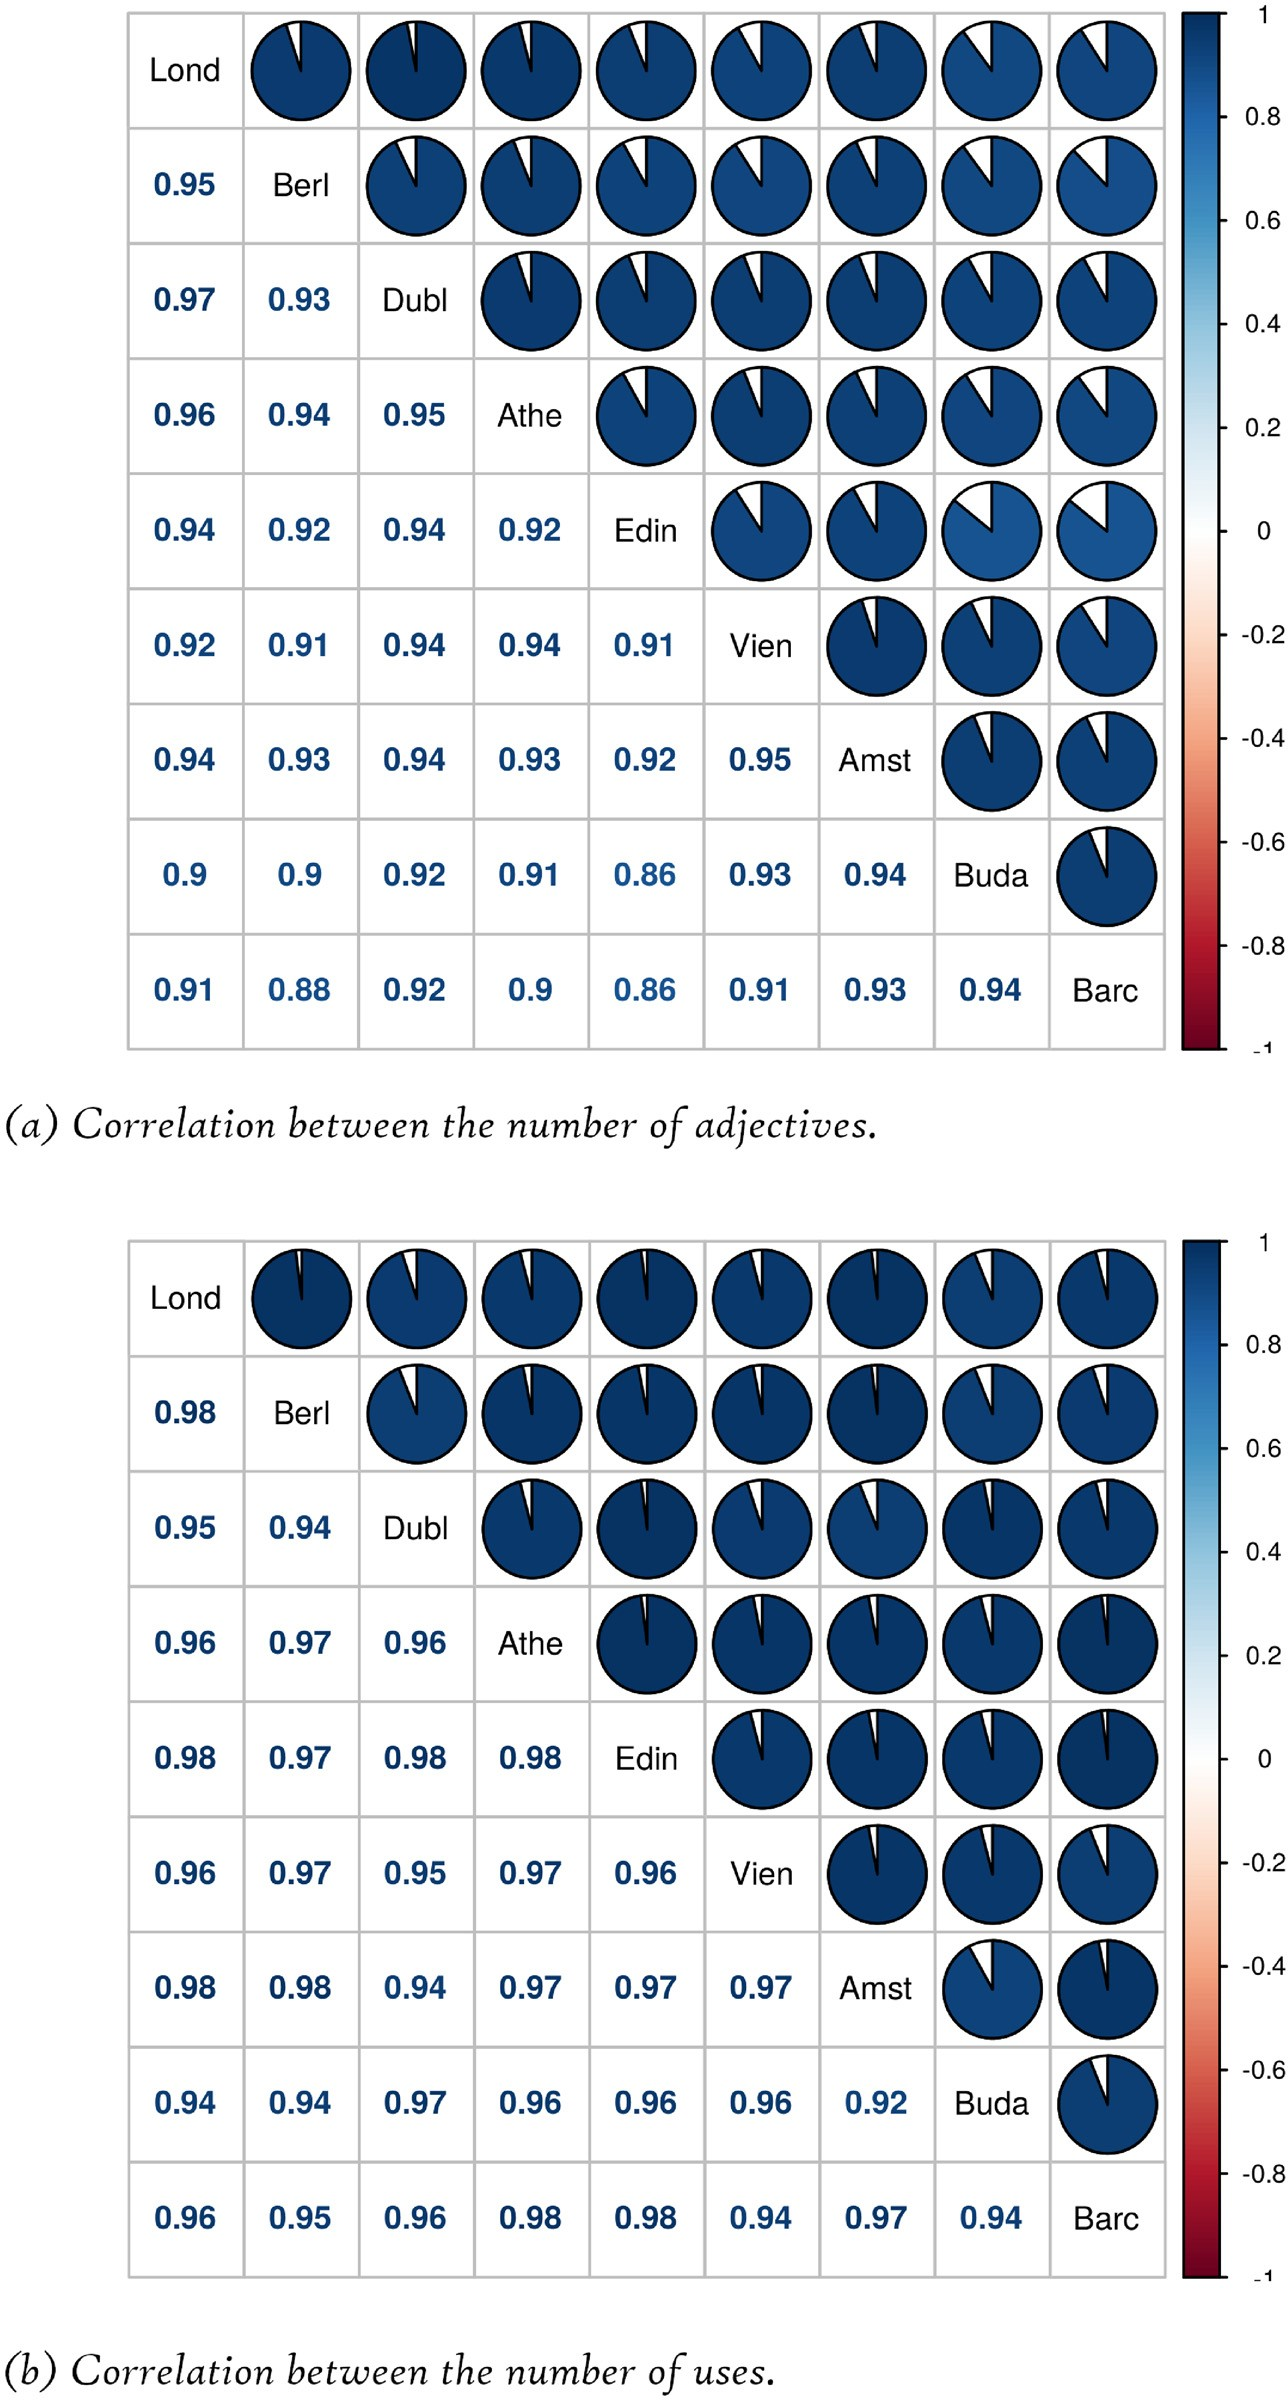 Lond
0.95 Berl
0.97 0.93 Dubl
0.96 0.94 0.95 Athe
0.94 0.92 0.94 0.92 Edin
0.92 0.91 0.94 0.94 0.91 Vien
0.94 0.93 0.94 0.93 0.92 0.95 Amst
0.9 0.9 0.92 0.91 0.86 0.93 0.94 Buda
0.91 0.88 0.92 0.9 0.86 0.91 0.93 0.94 Barc
1
0.8
0.6
0.4
0.2
0
-0.2
-0.4
-0.6
-0.8
-1
(a) Correlation between the number of adjectives.
Lond
0.98 Berl
0.95 0.94 Dubl
0.96 0.97 0.96 Athe
0.98 0.97 0.98 0.98 Edin
0.96 0.97 0.95 0.97 0.96 Vien
0.98 0.98 0.94 0.97 0.97 0.97 Amst
0.94 0.94 0.97 0.96 0.96 0.96 0.92 Buda
0.96 0.95 0.96 0.98 0.98 0.94 0.97 0.94 Barc
1
0.8
0.6
0.4
0.2
0
-0.2
-0.4
-0.6
-0.8
-1
(b) Correlation between the number of uses.